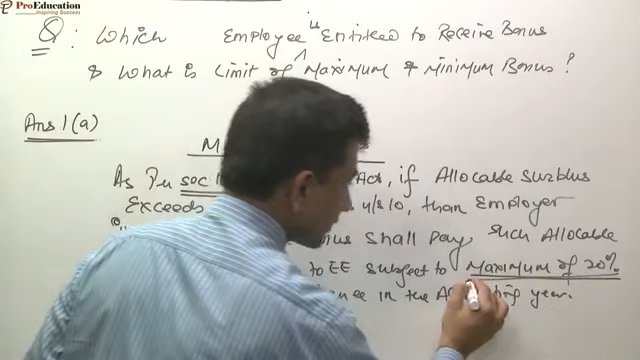 ProEducation
Inspiring Success
Q: Which Employee is Entitled to Receive Bonus
& What is Limit of Maximum & Minimum Bonus?
Ans 1(a)
M
As Per sec. Act, if Allocable surplus
Exceeds u/s 10, than Employer
Shall Pay such Allocable
to EE subject to Maximum of 20%
in the year.